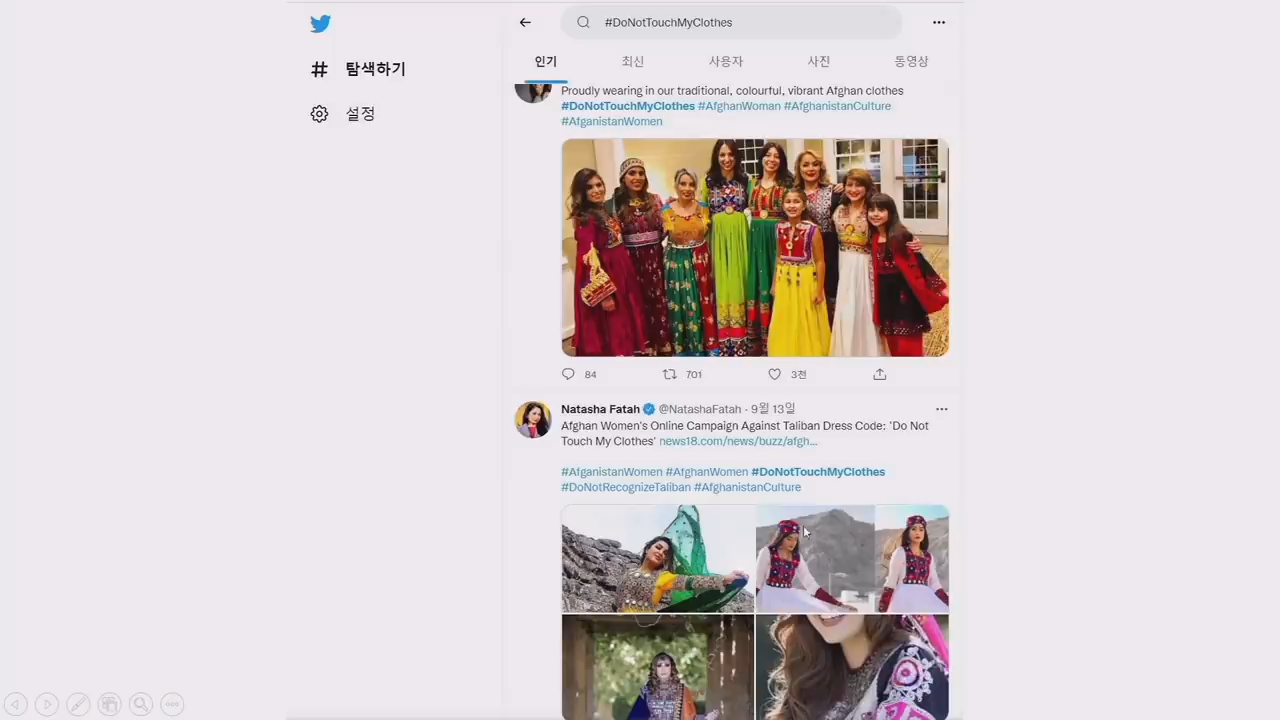 #DoNotTouchMyClothes
탐색하기
설정
인기 최신 사용자 사진 동영상
Proudly wearing in our traditional, colourful, vibrant Afghan clothes
#DoNotTouchMyClothes #AfghanWoman #AfghanistanCulture
#AfganistanWomen
84 701 3천
Natasha Fatah @NatashaFatah · 9월 13일
Afghan Women's Online Campaign Against Taliban Dress Code: 'Do Not
Touch My Clothes' news18.com/news/buzz/afgh...
#AfganistanWomen #AfghanWomen #DoNotTouchMyClothes
#DoNotRecognizeTaliban #AfghanistanCulture